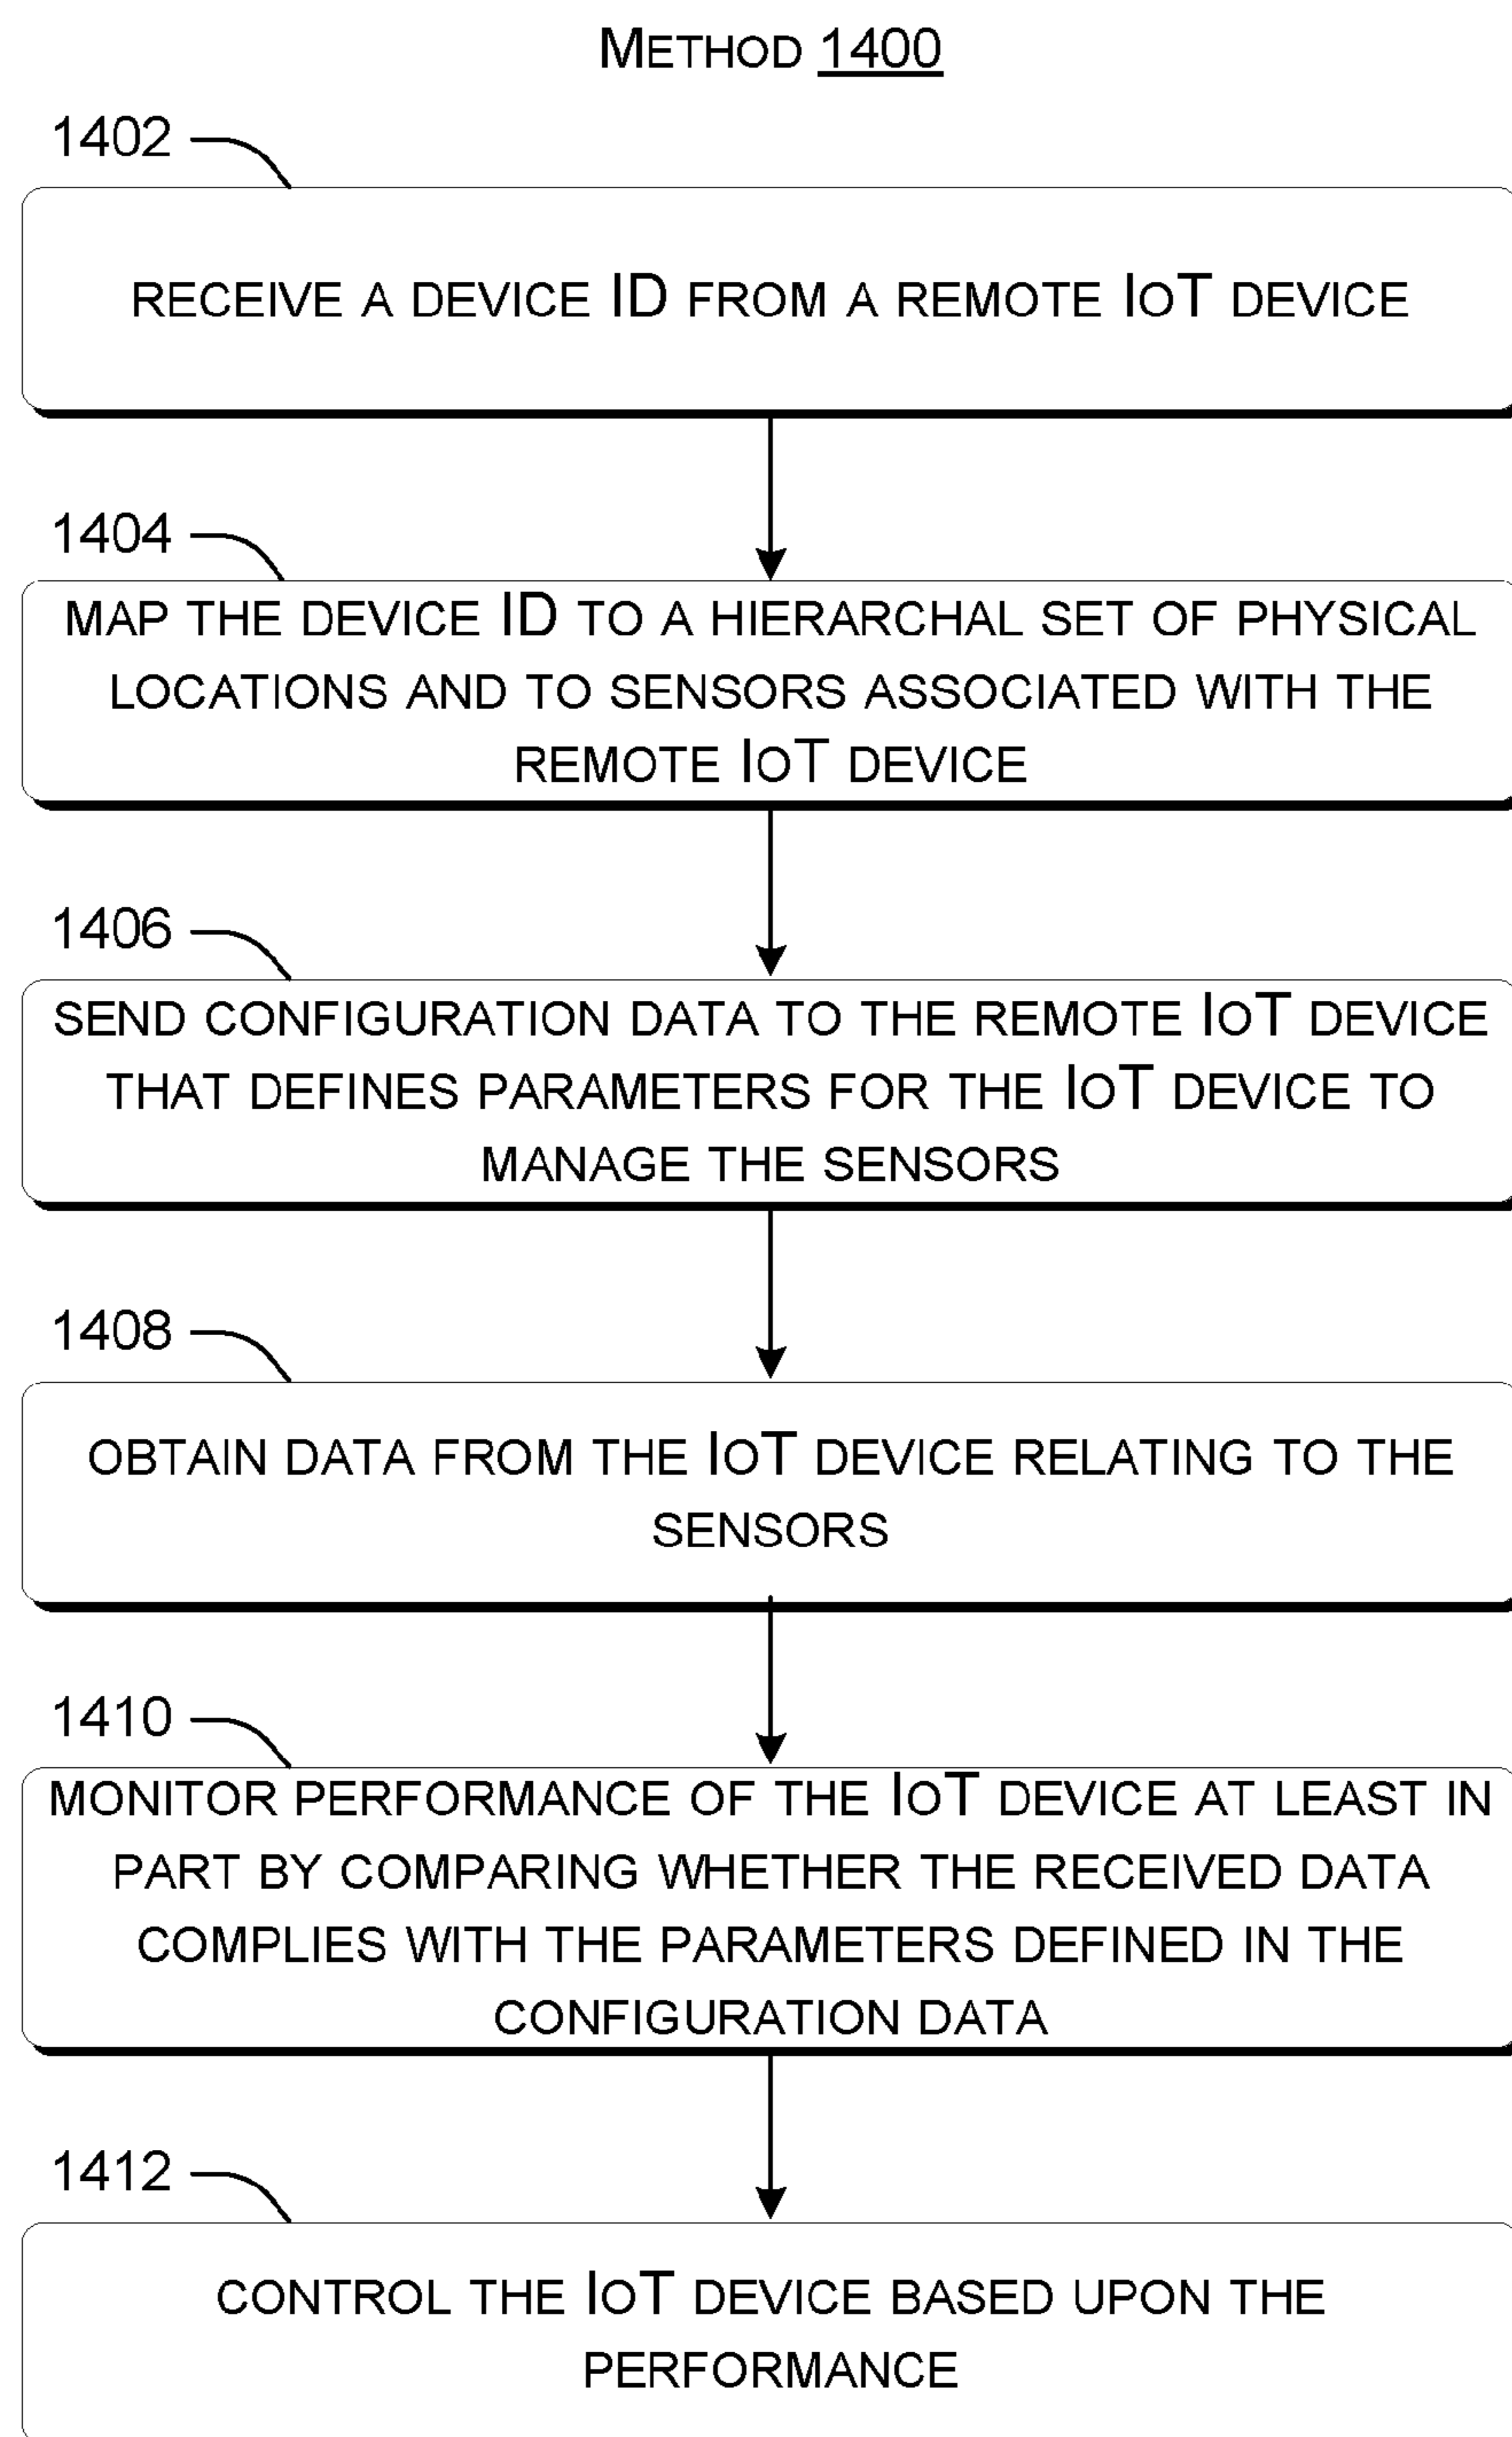 METHOD 1400
1402
RECEIVE A DEVICE ID FROM A REMOTE IOT DEVICE
1404
MAP THE DEVICE ID TO A HIERARCHAL SET OF PHYSICAL
LOCATIONS AND TO SENSORS ASSOCIATED WITH THE
REMOTE IOT DEVICE
1406
SEND CONFIGURATION DATA TO THE REMOTE IOT DEVICE
THAT DEFINES PARAMETERS FOR THE IOT DEVICE TO
MANAGE THE SENSORS
1408
OBTAIN DATA FROM THE IOT DEVICE RELATING TO THE
SENSORS
1410
MONITOR PERFORMANCE OF THE IOT DEVICE AT LEAST IN
PART BY COMPARING WHETHER THE RECEIVED DATA
COMPLIES WITH THE PARAMETERS DEFINED IN THE
CONFIGURATION DATA
1412
CONTROL THE IOT DEVICE BASED UPON THE
PERFORMANCE